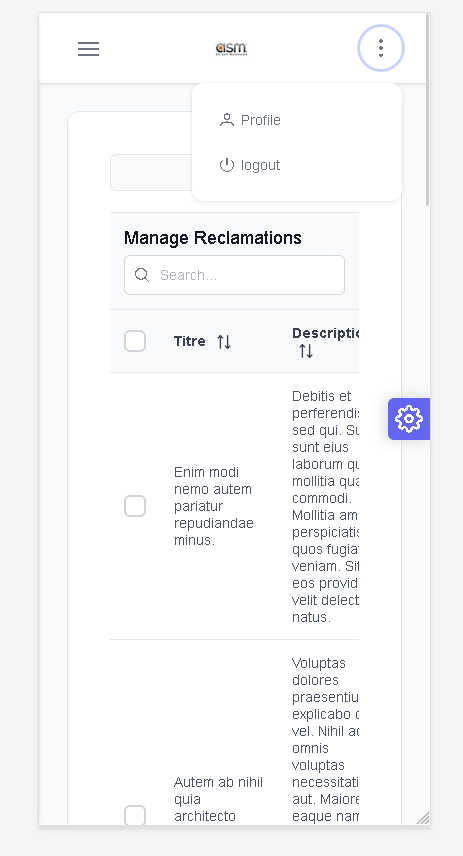 asm
Profile
logout
Manage Reclamations
Search...
Titre
Descriptio
Debitis et
perferendis
sed qui. Su
sunt eius
laborum qu
mollitia qua
commodi.
Mollitia am
perspiciatis
quos fugiat
veniam. Sit
eos provid
velit delect
natus.
Enim modi
nemo autem
pariatur
repudiandae
minus.
Voluptas
dolores
praesentiu
explicabo
vel. Nihil
omnis
voluptas
necessitati
aut. Maiore
eaque nam
Autem ab nihil
quia
architecto